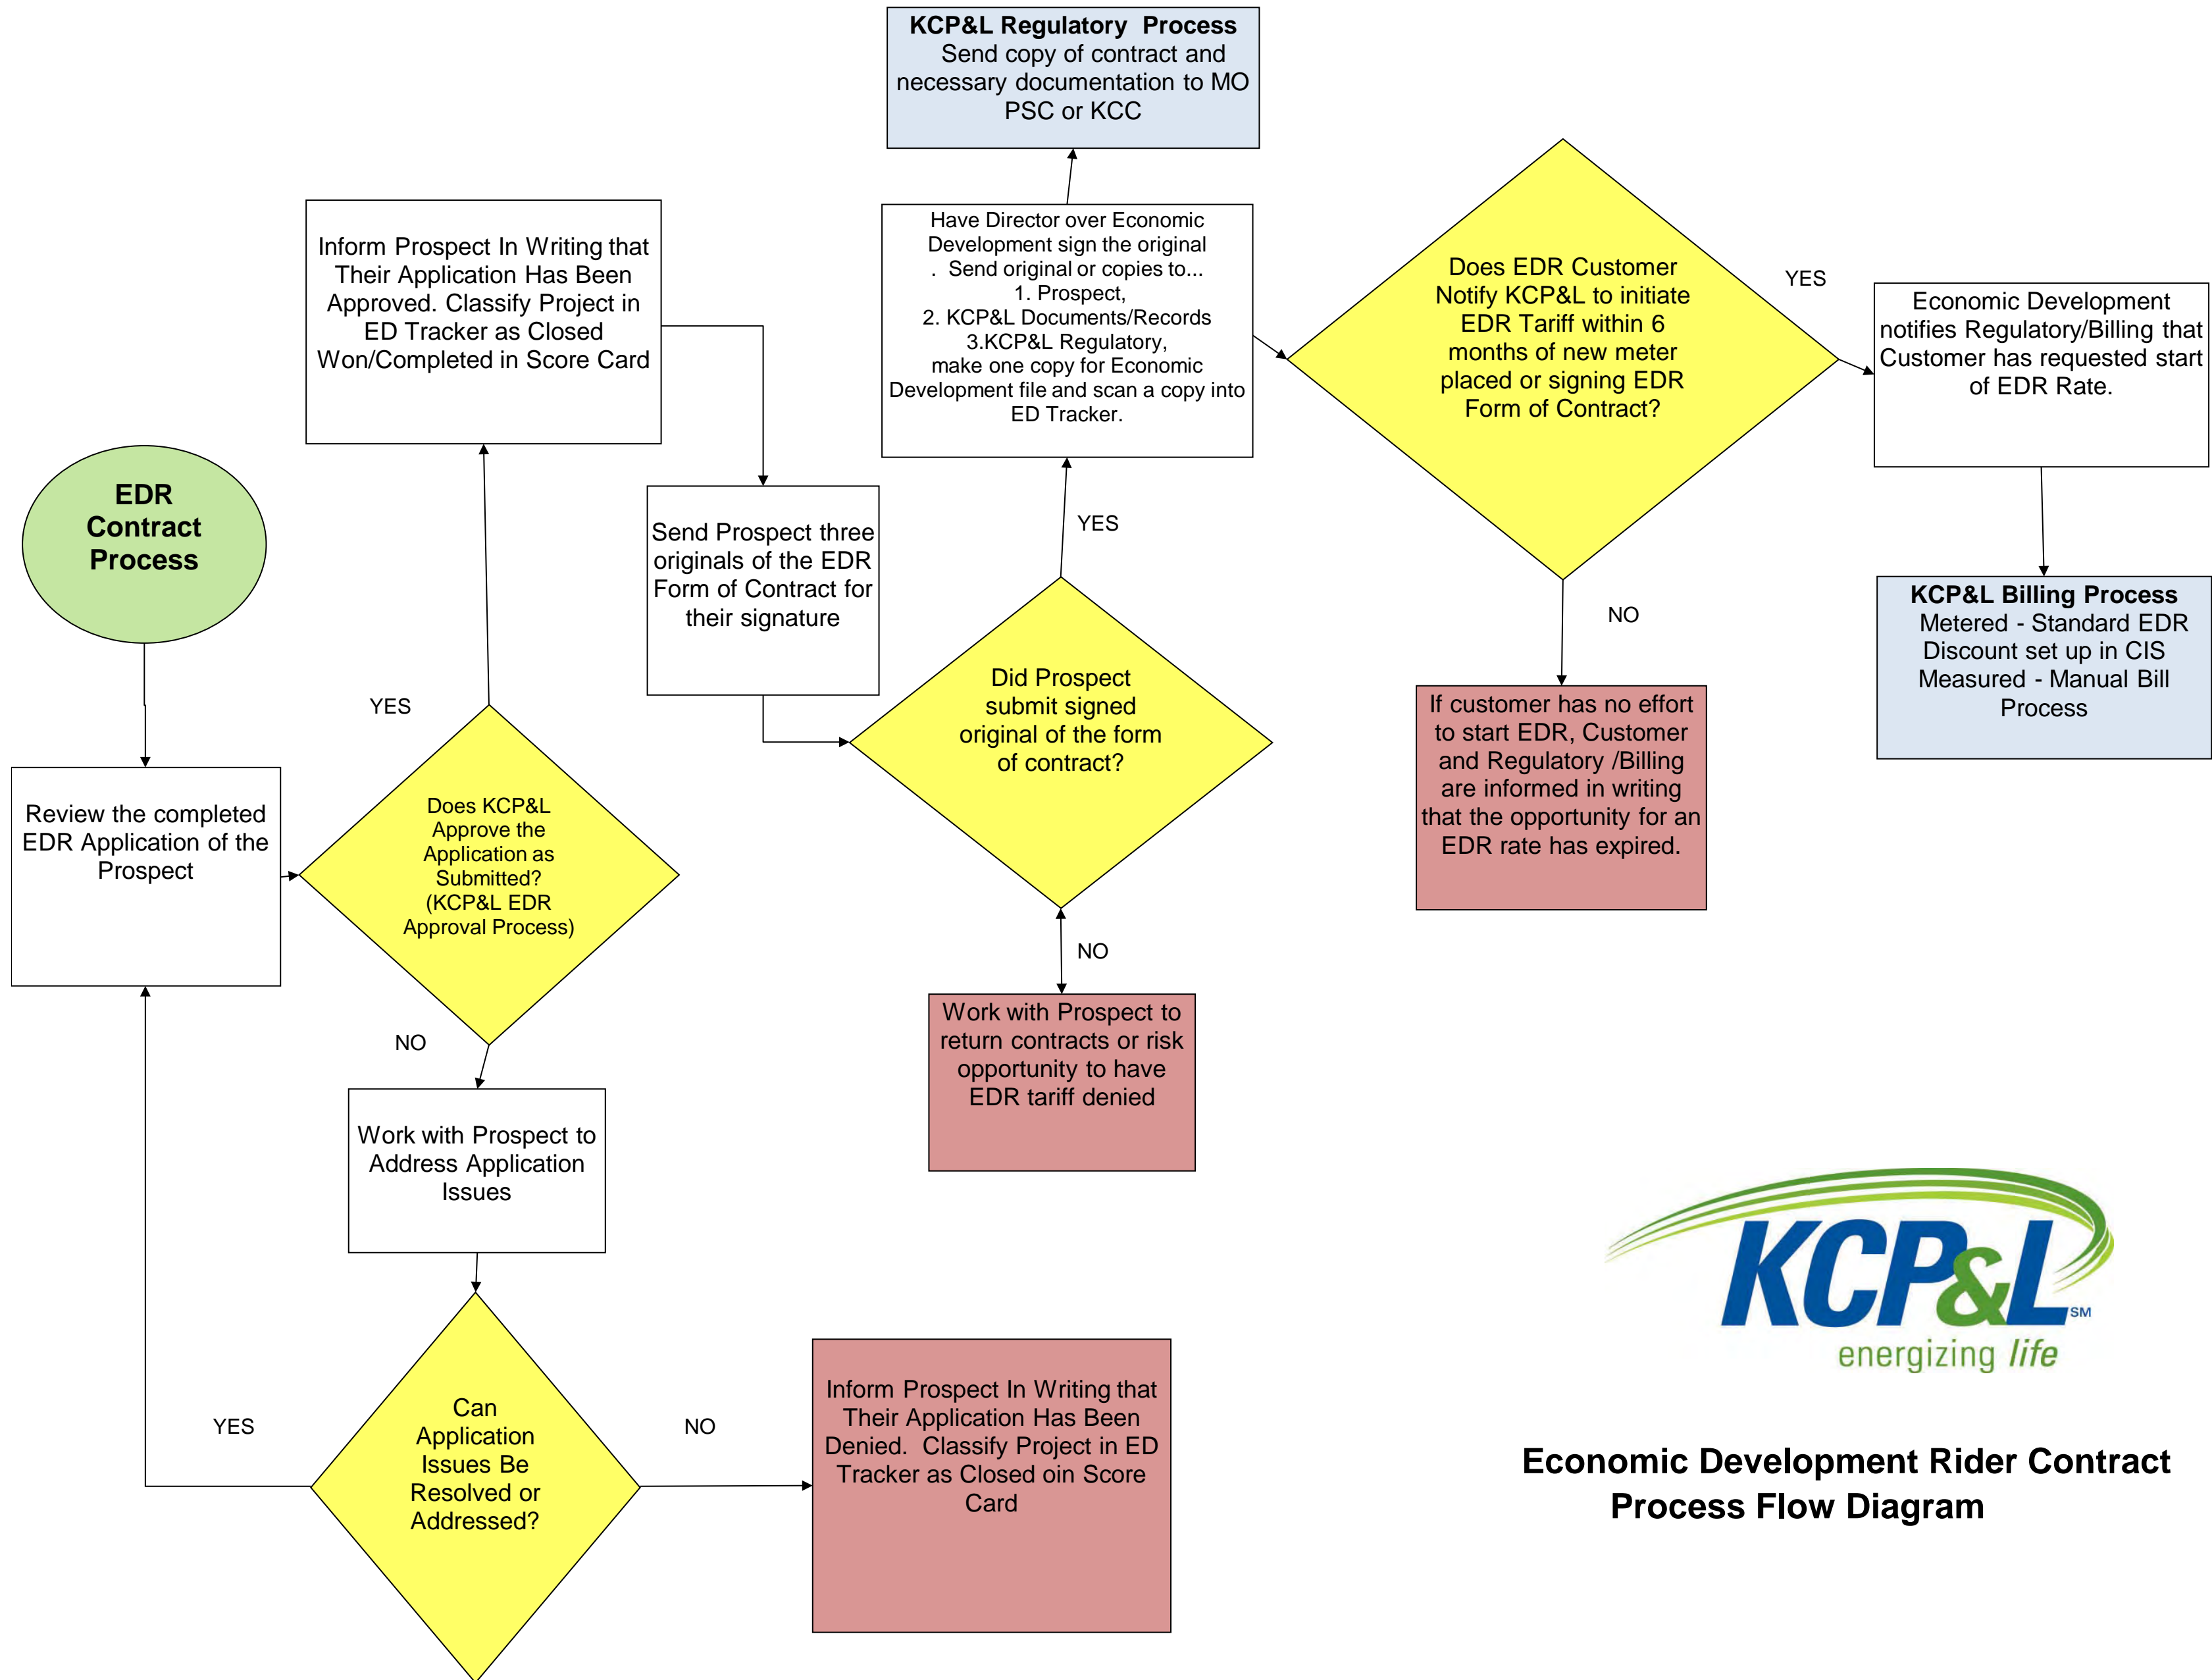 EDR
Contract
Process
Review the completed
EDR Application of the
Prospect
Does KCP&L
Approve the
Application as
Submitted?
(KCP&L EDR
Approval Process)
YES
Inform Prospect In Writing that
Their Application Has Been
Approved. Classify Project in
ED Tracker as Closed
Won/Completed in Score Card
NO
Work with Prospect to
Address Application
Issues
Can
Application
Issues Be
Resolved or
Addressed?
YES
NO
Inform Prospect In Writing that
Their Application Has Been
Denied. Classify Project in ED
Tracker as Closed oin Score
Card
Send Prospect three
originals of the EDR
Form of Contract for
their signature
Did Prospect
submit signed
original of the form
of contract?
NO
Work with Prospect to
return contracts or risk
opportunity to have
EDR tariff denied
YES
Have Director over Economic
Development sign the original
. Send original or copies to...
1. Prospect,
2. KCP&L Documents/Records
3.KCP&L Regulatory,
make one copy for Economic
Development file and scan a copy into
ED Tracker.
KCP&L Regulatory Process
Send copy of contract and
necessary documentation to MO
PSC or KCC
Does EDR Customer
Notify KCP&L to initiate
EDR Tariff within 6
months of new meter
placed or signing EDR
Form of Contract?
YES
Economic Development
notifies Regulatory/Billing that
Customer has requested start
of EDR Rate.
KCP&L Billing Process
Metered - Standard EDR
Discount set up in CIS
Measured - Manual Bill
Process
NO
If customer has no effort
to start EDR, Customer
and Regulatory /Billing
are informed in writing
that the opportunity for an
EDR rate has expired.
KCP&L SM
energizing life
Economic Development Rider Contract
Process Flow Diagram